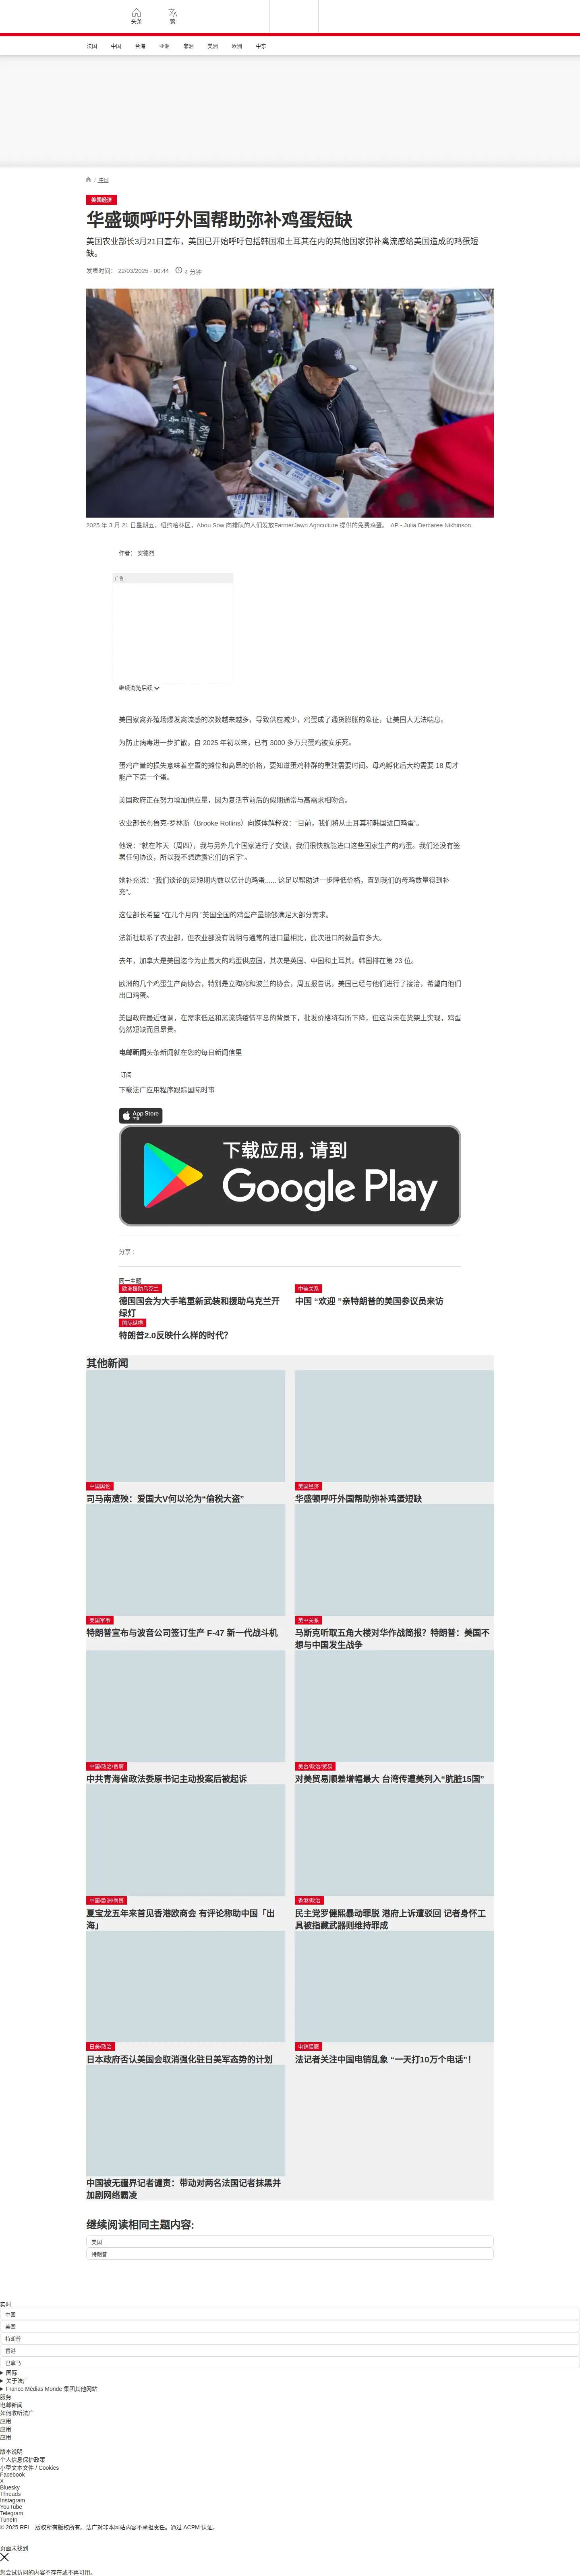 头条
繁
法国 中国 台海 亚洲 非洲 美洲 欧洲 中东
/ 中国
美国经济
华盛顿呼吁外国帮助弥补鸡蛋短缺
美国农业部长3月21日宣布，美国已开始呼吁包括韩国和土耳其在内的其他国家弥补禽流感给美国造成的鸡蛋短
缺。
发表时间： 22/03/2025 - 00:44 4 分钟
2025 年 3 月 21 日星期五，纽约哈林区，Abou Sow 向排队的人们发放FarmerJawn Agriculture 提供的免费鸡蛋。 AP - Julia Demaree Nikhinson
作者： 安德烈
广告
继续浏览后续
美国家禽养殖场爆发禽流感的次数越来越多，导致供应减少，鸡蛋成了通货膨胀的象征，让美国人无法喘息。
为防止病毒进一步扩散，自 2025 年初以来，已有 3000 多万只蛋鸡被安乐死。
蛋鸡产量的损失意味着空置的摊位和高昂的价格，要知道蛋鸡种群的重建需要时间。母鸡孵化后大约需要 18 周才
能产下第一个蛋。
美国政府正在努力增加供应量，因为复活节前后的假期通常与高需求相吻合。
农业部长布鲁克-罗林斯（Brooke Rollins）向媒体解释说：“目前，我们将从土耳其和韩国进口鸡蛋”。
他说：“就在昨天（周四），我与另外几个国家进行了交谈，我们很快就能进口这些国家生产的鸡蛋。我们还没有签
署任何协议，所以我不想透露它们的名字”。
她补充说：“我们谈论的是短期内数以亿计的鸡蛋...... 这足以帮助进一步降低价格，直到我们的母鸡数量得到补
充”。
这位部长希望 “在几个月内 ”美国全国的鸡蛋产量能够满足大部分需求。
法新社联系了农业部，但农业部没有说明与通常的进口量相比，此次进口的数量有多大。
去年，加拿大是美国迄今为止最大的鸡蛋供应国，其次是英国、中国和土耳其。韩国排在第 23 位。
欧洲的几个鸡蛋生产商协会，特别是立陶宛和波兰的协会，周五报告说，美国已经与他们进行了接洽，希望向他们
出口鸡蛋。
美国政府最近强调，在需求低迷和禽流感疫情平息的背景下，批发价格将有所下降，但这尚未在货架上实现，鸡蛋
仍然短缺而且昂贵。
电邮新闻头条新闻就在您的每日新闻信里
订阅
下载法广应用程序跟踪国际时事
App Store
下载
下载应用，请到
Google Play
分享 :
同一主题
欧洲援助乌克兰
德国国会为大手笔重新武装和援助乌克兰开
绿灯
中美关系
中国 “欢迎 ”亲特朗普的美国参议员来访
国际纵横
特朗普2.0反映什么样的时代？
其他新闻
中国舆论
司马南遭殃：爱国大V何以沦为“偷税大盗”
美国经济
华盛顿呼吁外国帮助弥补鸡蛋短缺
美国军事
特朗普宣布与波音公司签订生产 F-47 新一代战斗机
美中关系
马斯克听取五角大楼对华作战简报？特朗普：美国不
想与中国发生战争
中国/政治/贪腐
中共青海省政法委原书记主动投案后被起诉
美台/政治/贸易
对美贸易顺差增幅最大 台湾传遭美列入“肮脏15国”
中国/欧洲/商贸
夏宝龙五年来首见香港欧商会 有评论称助中国「出
海」
香港/政治
民主党罗健熙暴动罪脱 港府上诉遭驳回 记者身怀工
具被指藏武器则维持罪成
日美/政治
日本政府否认美国会取消强化驻日美军态势的计划
电销狼圈
法记者关注中国电销乱象 “一天打10万个电话”！
中国被无疆界记者谴责：带动对两名法国记者抹黑并
加剧网络霸凌
继续阅读相同主题内容:
美国
特朗普
实时
中国
美国
特朗普
香港
巴拿马
国际
关于法广
France Médias Monde 集团其他网站
服务
电邮新闻
如何收听法广
应用
应用
应用
版本说明
个人信息保护政策
小型文本文件 / Cookies
Facebook
X
Bluesky
Threads
Instagram
YouTube
Telegram
TuneIn
© 2025 RFI – 版权所有版权所有。法广对非本网站内容不承担责任。通过 ACPM 认证。
页面未找到
您尝试访问的内容不存在或不再可用。